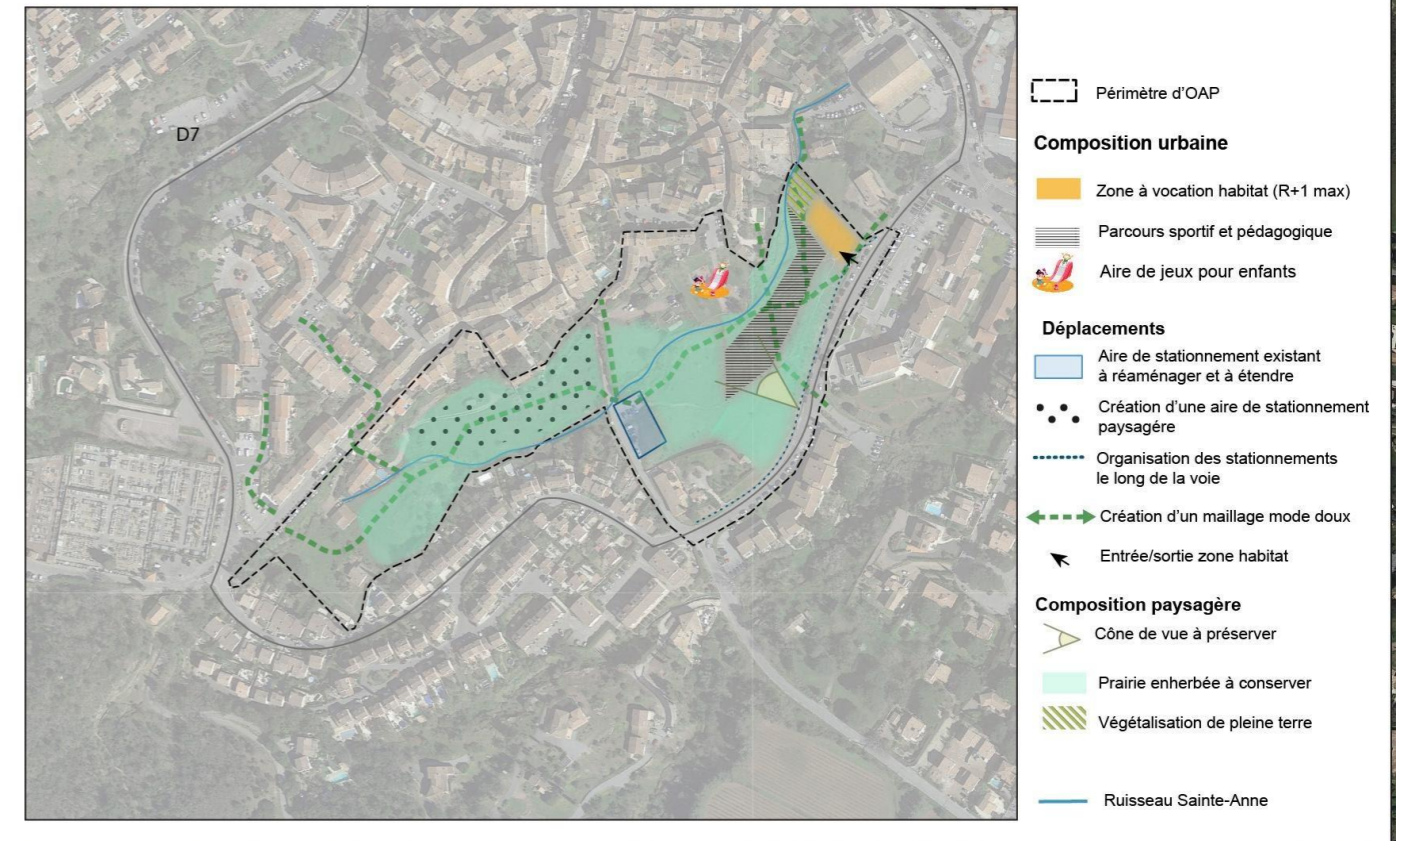 D7
Périmètre d'OAP
Composition urbaine
Zone à vocation habitat (R+1 max)
Parcours sportif et pédagogique
Aire de jeux pour enfants
Déplacements
Aire de stationnement existant
à réaménager et à étendre
Création d'une aire de stationnement
paysagére
Organisation des stationnements
le long de la voie
Création d'un maillage mode doux
Entrée/sortie zone habitat
Composition paysagère
Cône de vue à préserver
Prairie enherbée à conserver
Végétalisation de pleine terre
Ruisseau Sainte-Anne